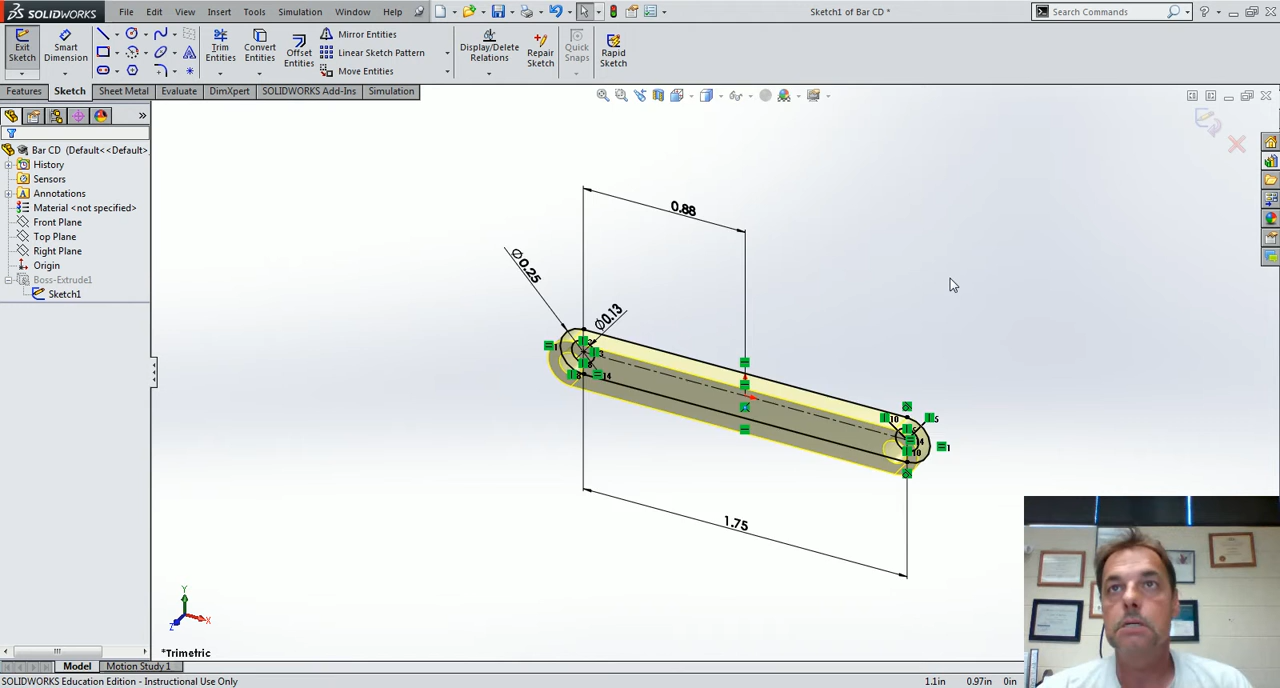 SOLIDWORKS File Edit View Insert Tools Simulation Window Help Sketch1 of Bar CD * Search Commands
Exit Sketch Smart Dimension Trim Entities Convert Entities Offset Entities Mirror Entities Linear Sketch Pattern Move Entities Display/Delete Relations Repair Sketch Quick Snaps Rapid Sketch
Features Sketch Sheet Metal Evaluate DimXpert SOLIDWORKS Add-Ins Simulation
Bar CD (Default<<Default>
History
Sensors
Annotations
Material <not specified>
Front Plane
Top Plane
Right Plane
Origin
Boss-Extrude1
Sketch1
0.88
Ø0.25
Ø0.13
1.75
Y
X
Z
*Trimetric
Model Motion Study 1
SOLIDWORKS Education Edition - Instructional Use Only 1.1in 0.97in 0in